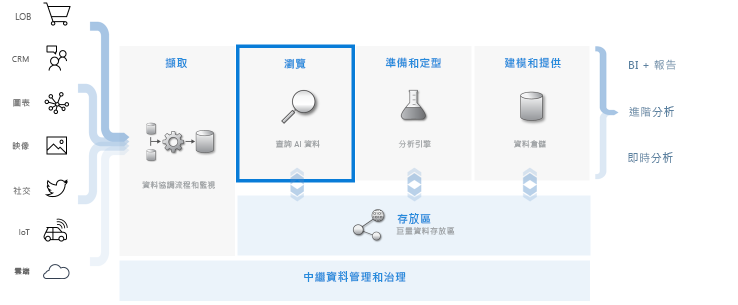 LOB
CRM
圖表
映像
社交
IoT
雲端
擷取
資料協調流程和監視
瀏覽
查詢 AI 資料
準備和定型
分析引擎
建模和提供
資料倉儲
存放區
巨量資料存放區
中繼資料管理和治理
BI + 報告
進階分析
即時分析